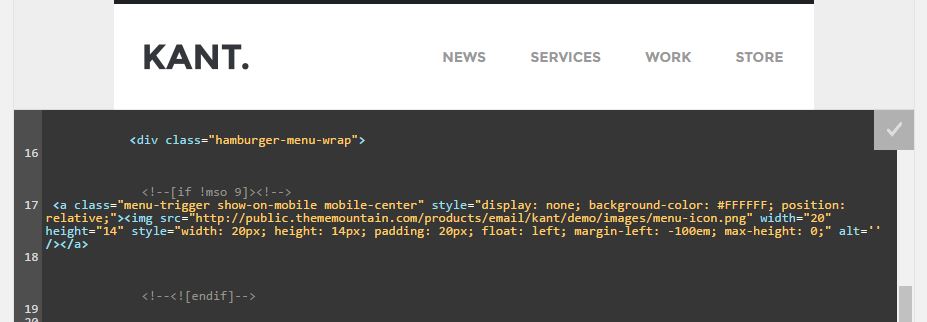 KANT.
NEWS SERVICES WORK STORE
<div class="hamburger-menu-wrap">
16
<!--[if !mso 9]><!-->
17 <a class="menu-trigger show-on-mobile mobile-center" style="display: none; background-color: #FFFFFF; position:
relative;"><img src="http://public.thememountain.com/products/email/kant/demo/images/menu-icon.png" width="20"
height="14" style="width: 20px; height: 14px; padding: 20px; float: left; margin-left: -100em; max-height: 0;" alt=''
/></a>
18
<!--<![endif]-->
19
20